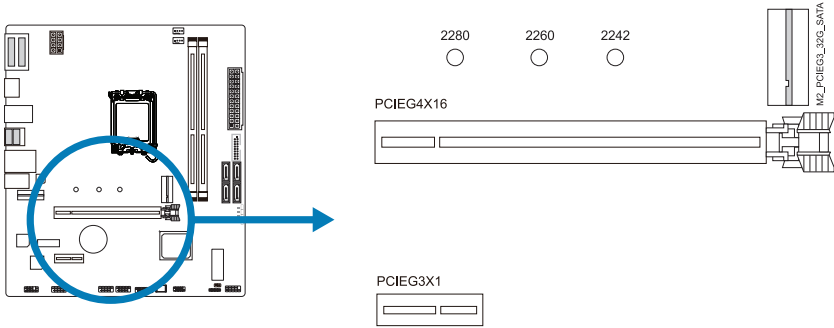 2280 2260 2242
M2_PCIEG3_32G_SATA
PCIEG4X16
PCIEG3X1